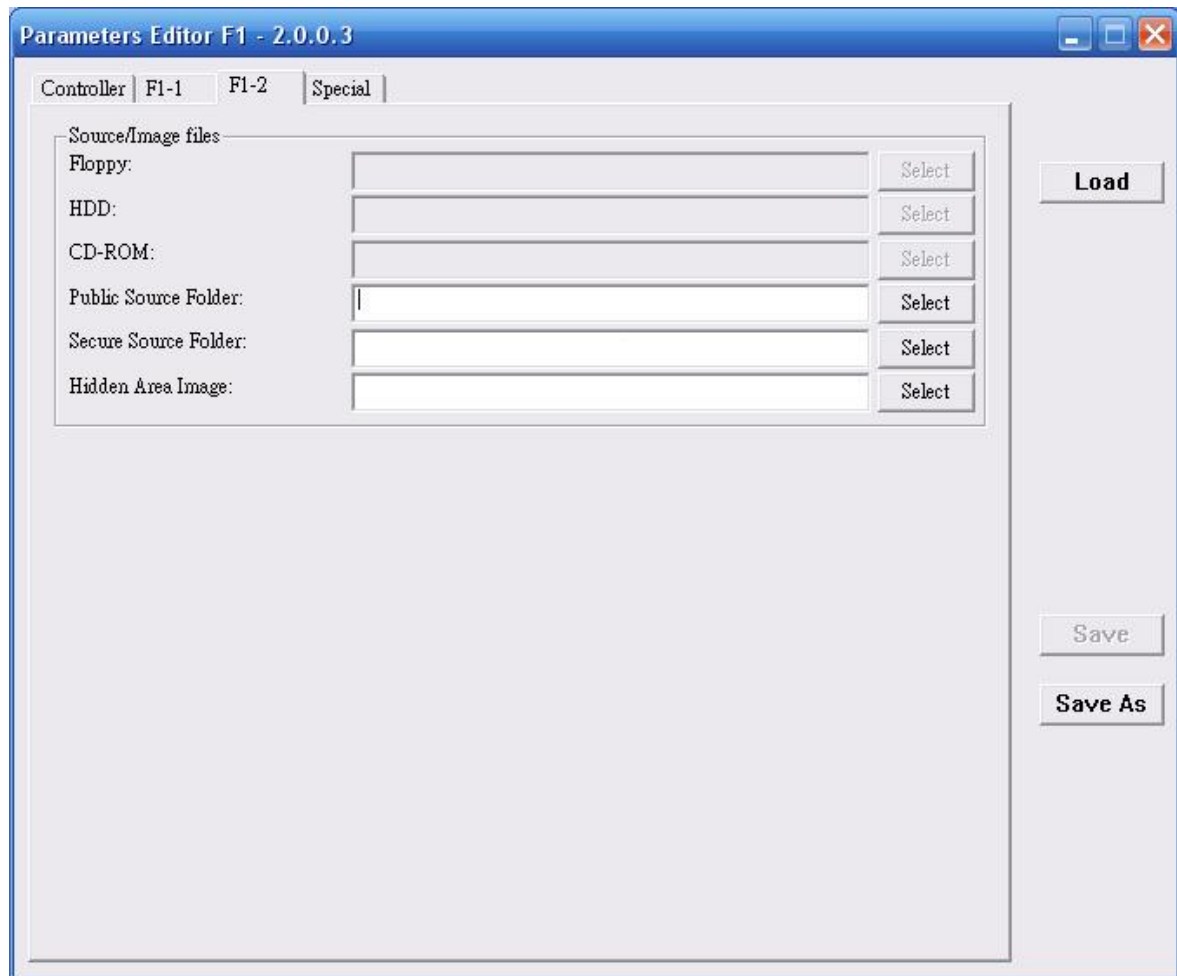 Parameters Editor F1 - 2.0.0.3
Controller F1-1 F1-2 Special
Source/Image files
Floppy: Select
HDD: Select
CD-ROM: Select
Public Source Folder: Select
Secure Source Folder: Select
Hidden Area Image: Select
Load
Save
Save As